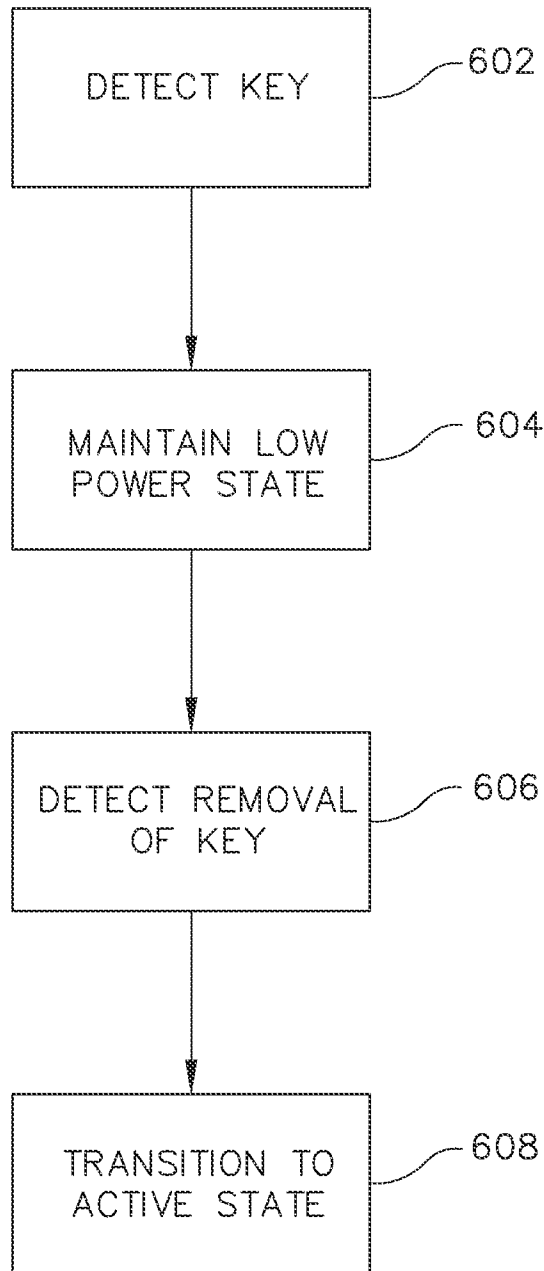 DETECT KEY
602
MAINTAIN LOW
POWER STATE
604
DETECT REMOVAL
OF KEY
606
TRANSITION TO
ACTIVE STATE
608